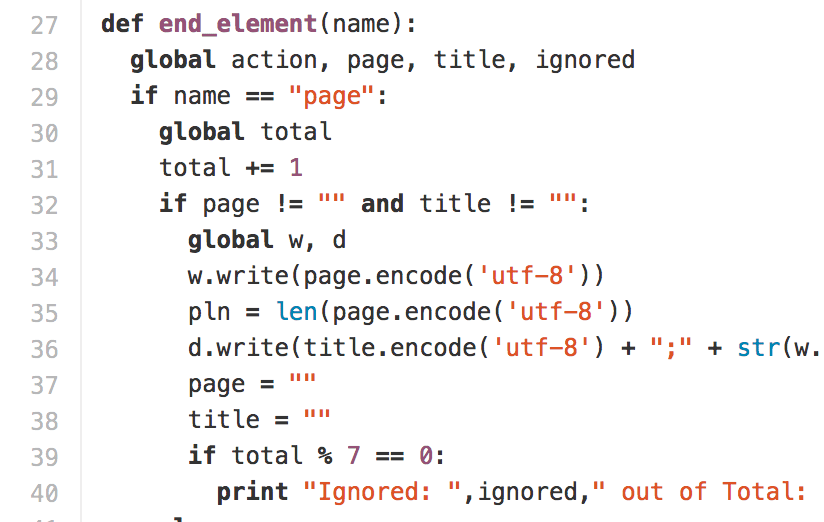 27 def end_element(name):
28   global action, page, title, ignored
29   if name == "page":
30     global total
31     total += 1
32     if page != "" and title != "":
33       global w, d
34       w.write(page.encode('utf-8'))
35       pln = len(page.encode('utf-8'))
36       d.write(title.encode('utf-8') + ";" + str(w.
37       page = ""
38       title = ""
39       if total % 7 == 0:
40         print "Ignored: ",ignored," out of Total: